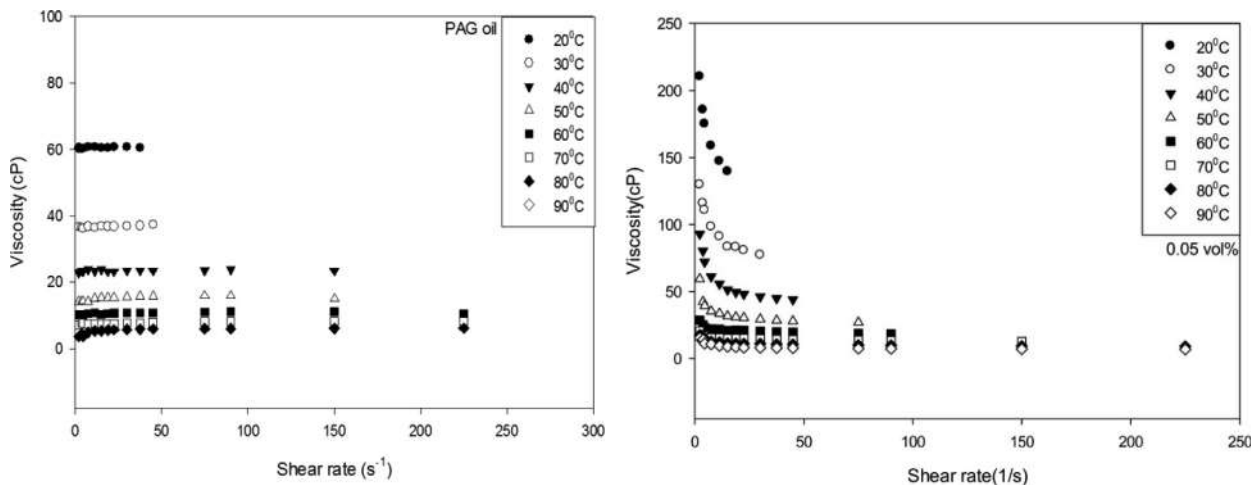 PAG oil
20⁰C
30⁰C
40⁰C
50⁰C
60⁰C
70⁰C
80⁰C
90⁰C
Viscosity (cP)
100
80
60
40
20
0
0 50 100 150 200 250 300
Shear rate (s⁻¹)
20⁰C
30⁰C
40⁰C
50⁰C
60⁰C
70⁰C
80⁰C
90⁰C
0.05 vol%
Viscosity(cP)
250
200
150
100
50
0
0 50 100 150 200 250
Shear rate(1/s)